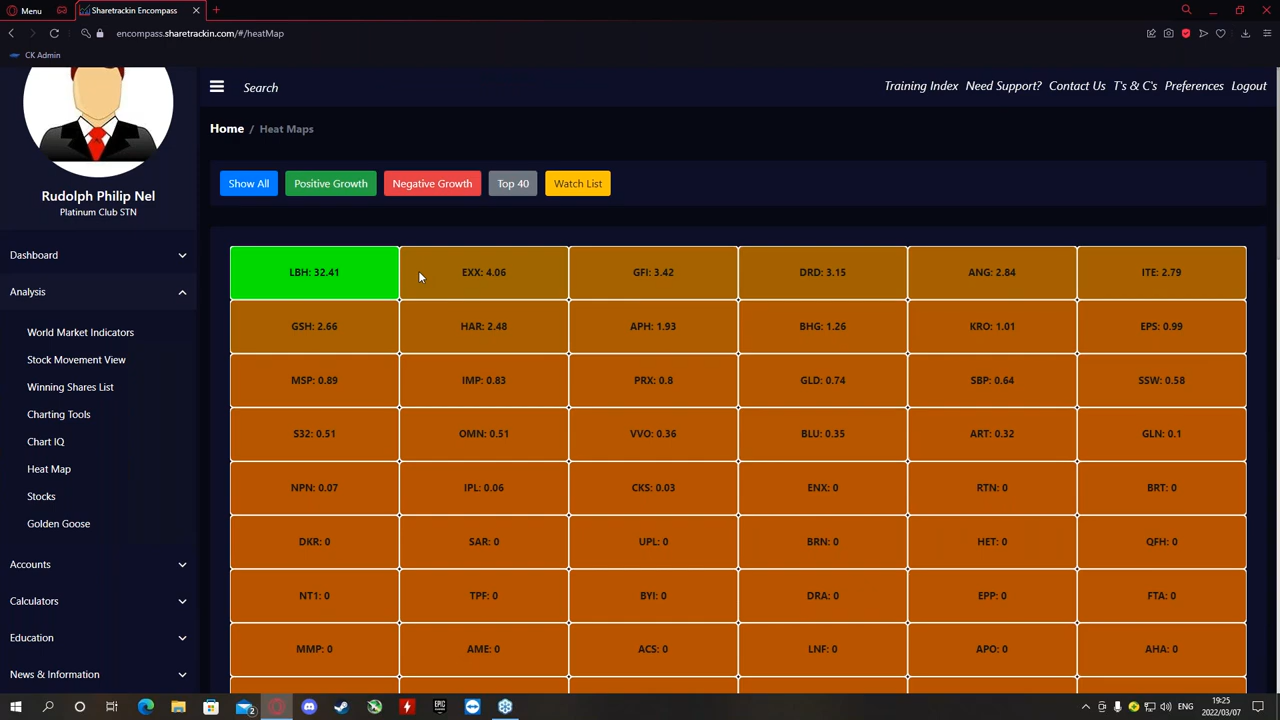 Menu
Sharetrackin Encompass
encompass.sharetrackin.com/#/heatMap
CK Admin
Search
Training Index Need Support? Contact Us T's & C's Preferences Logout
Home / Heat Maps
Show All Positive Growth Negative Growth Top 40 Watch List
Rudolph Philip Nel
Platinum Club STN
Dashboard
Analysis
World Market Indicators
Stock Movement View
Winning Shares List
Charting Tools
Chart IQ
Heat Map
Stocks
Golden Goose
Accounts
Calculators
Education
News & Information
LBH: 32.41 EXX: 4.06 GFI: 3.42 DRD: 3.15 ANG: 2.84 ITE: 2.79
GSH: 2.66 HAR: 2.48 APH: 1.93 BHG: 1.26 KRO: 1.01 EPS: 0.99
MSP: 0.89 IMP: 0.83 PRX: 0.8 GLD: 0.74 SBP: 0.64 SSW: 0.58
S32: 0.51 OMN: 0.51 VVO: 0.36 BLU: 0.35 ART: 0.32 GLN: 0.1
NPN: 0.07 IPL: 0.06 CKS: 0.03 ENX: 0 RTN: 0 BRT: 0
DKR: 0 SAR: 0 UPL: 0 BRN: 0 HET: 0 QFH: 0
NT1: 0 TPF: 0 BYI: 0 DRA: 0 EPP: 0 FTA: 0
MMP: 0 AME: 0 ACS: 0 LNF: 0 APO: 0 AHA: 0
2
EPIC
ENG
19:25
2022/03/07